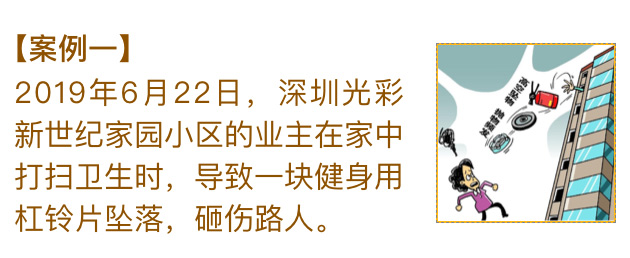 【案例一】
2019年6月22日，深圳光彩
新世纪家园小区的业主在家中
打扫卫生时，导致一块健身用
杠铃片坠落，砸伤路人。